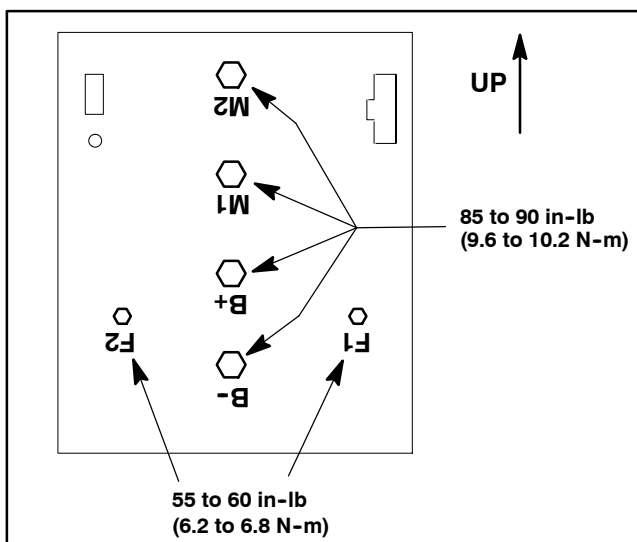 UP
M2
M1
85 to 90 in-lb
(9.6 to 10.2 N-m)
B+
F2
F1
B-
55 to 60 in-lb
(6.2 to 6.8 N-m)